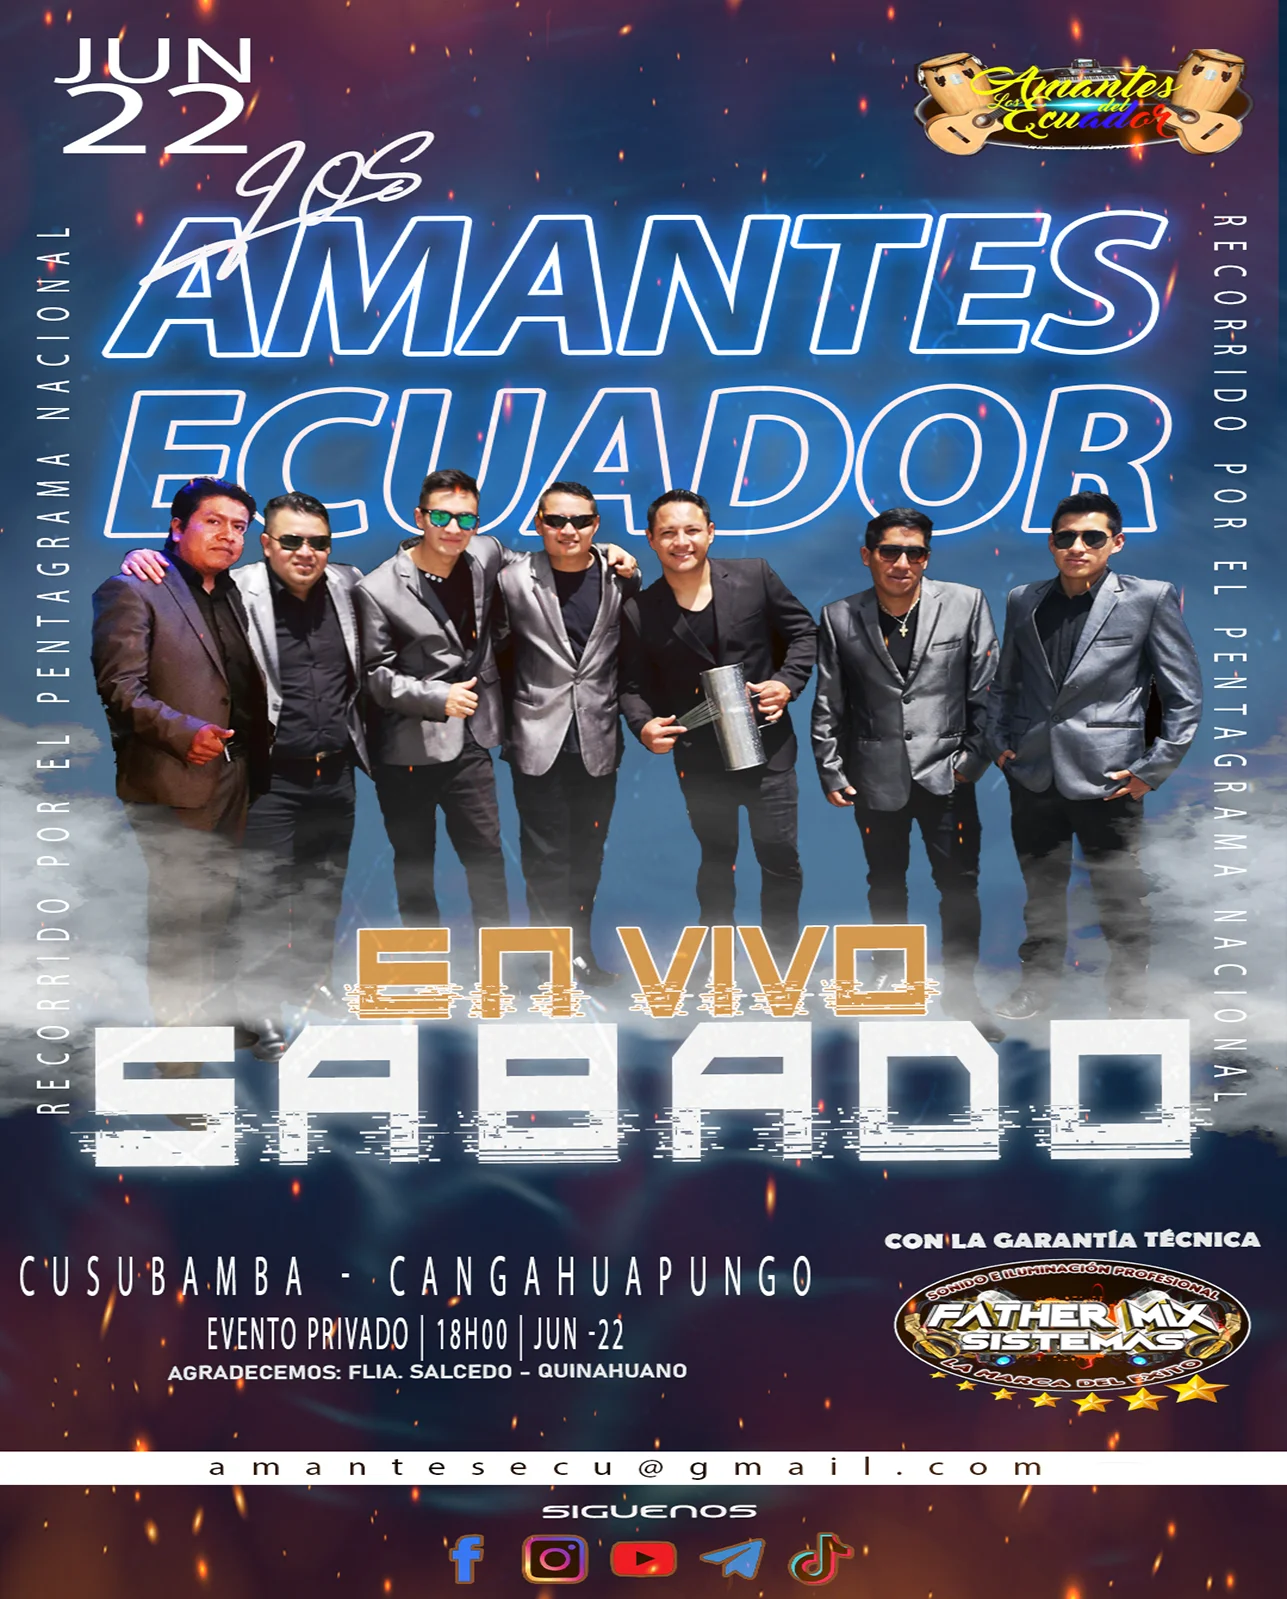 JUN
22
Amantes
Los
del
Ecuador
Los
AMANTES
ECUADOR
RECORRIDO POR EL PENTAGRAMA NACIONAL
RECORRIDO POR EL PENTAGRAMA NACIONAL
EN VIVO
SABADO
CUSUBAMBA - CANGAHUAPUNGO
EVENTO PRIVADO | 18H00 | JUN -22
AGRADECEMOS: FLIA. SALCEDO - QUINAHUANO
CON LA GARANTÍA TÉCNICA
SONIDO E ILUMINACIÓN PROFESIONAL
FATHER MIX
SISTEMAS
LA MARCA DEL EXITO
amantesecu@gmail.com
SIGUENOS